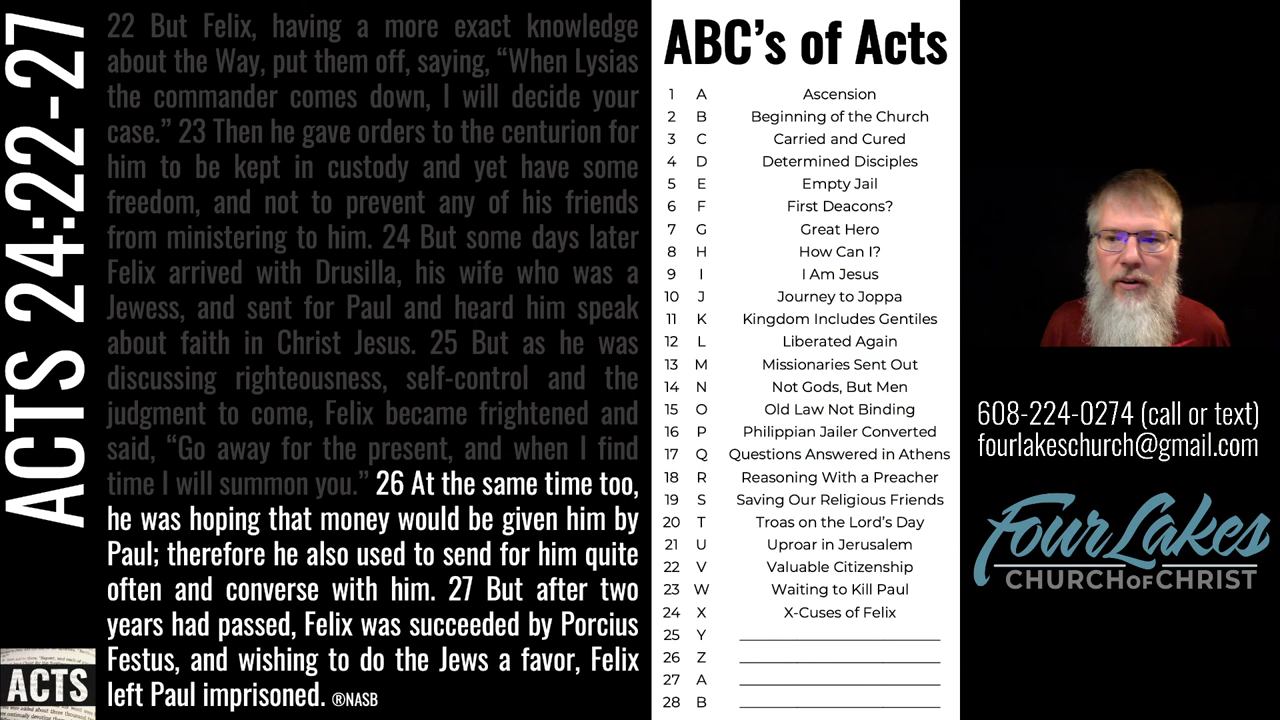 ACTS 24:22-27
22 But Felix, having a more exact knowledge
about the Way, put them off, saying, “When Lysias
the commander comes down, I will decide your
case.” 23 Then he gave orders to the centurion for
him to be kept in custody and yet have some
freedom, and not to prevent any of his friends
from ministering to him. 24 But some days later
Felix arrived with Drusilla, his wife who was a
Jewess, and sent for Paul and heard him speak
about faith in Christ Jesus. 25 But as he was
discussing righteousness, self-control and the
judgment to come, Felix became frightened and
said, “Go away for the present, and when I find
time I will summon you.” 26 At the same time too,
he was hoping that money would be given him by
Paul; therefore he also used to send for him quite
often and converse with him. 27 But after two
years had passed, Felix was succeeded by Porcius
Festus, and wishing to do the Jews a favor, Felix
left Paul imprisoned. ®NASB
ACTS
ABC’s of Acts
1 A Ascension
2 B Beginning of the Church
3 C Carried and Cured
4 D Determined Disciples
5 E Empty Jail
6 F First Deacons?
7 G Great Hero
8 H How Can I?
9 I I Am Jesus
10 J Journey to Joppa
11 K Kingdom Includes Gentiles
12 L Liberated Again
13 M Missionaries Sent Out
14 N Not Gods, But Men
15 O Old Law Not Binding
16 P Philippian Jailer Converted
17 Q Questions Answered in Athens
18 R Reasoning With a Preacher
19 S Saving Our Religious Friends
20 T Troas on the Lord’s Day
21 U Uproar in Jerusalem
22 V Valuable Citizenship
23 W Waiting to Kill Paul
24 X X-Cuses of Felix
25 Y
26 Z
27 A
28 B
608-224-0274 (call or text)
fourlakeschurch@gmail.com
Four Lakes
CHURCH OF CHRIST